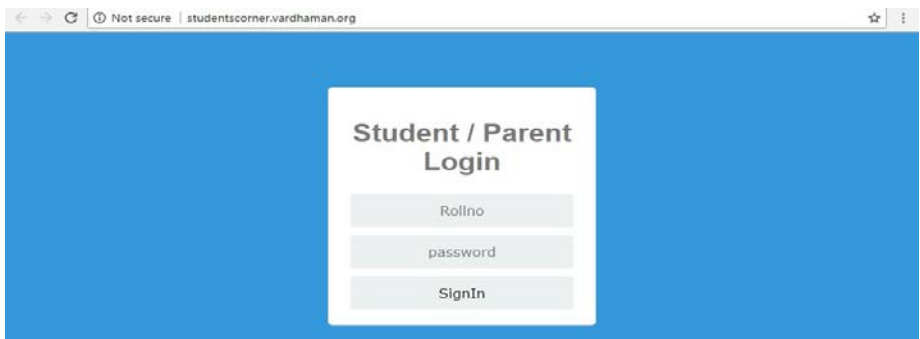 Not secure | studentscorner.vardhaman.org
Student / Parent
Login
Rollno
password
SignIn